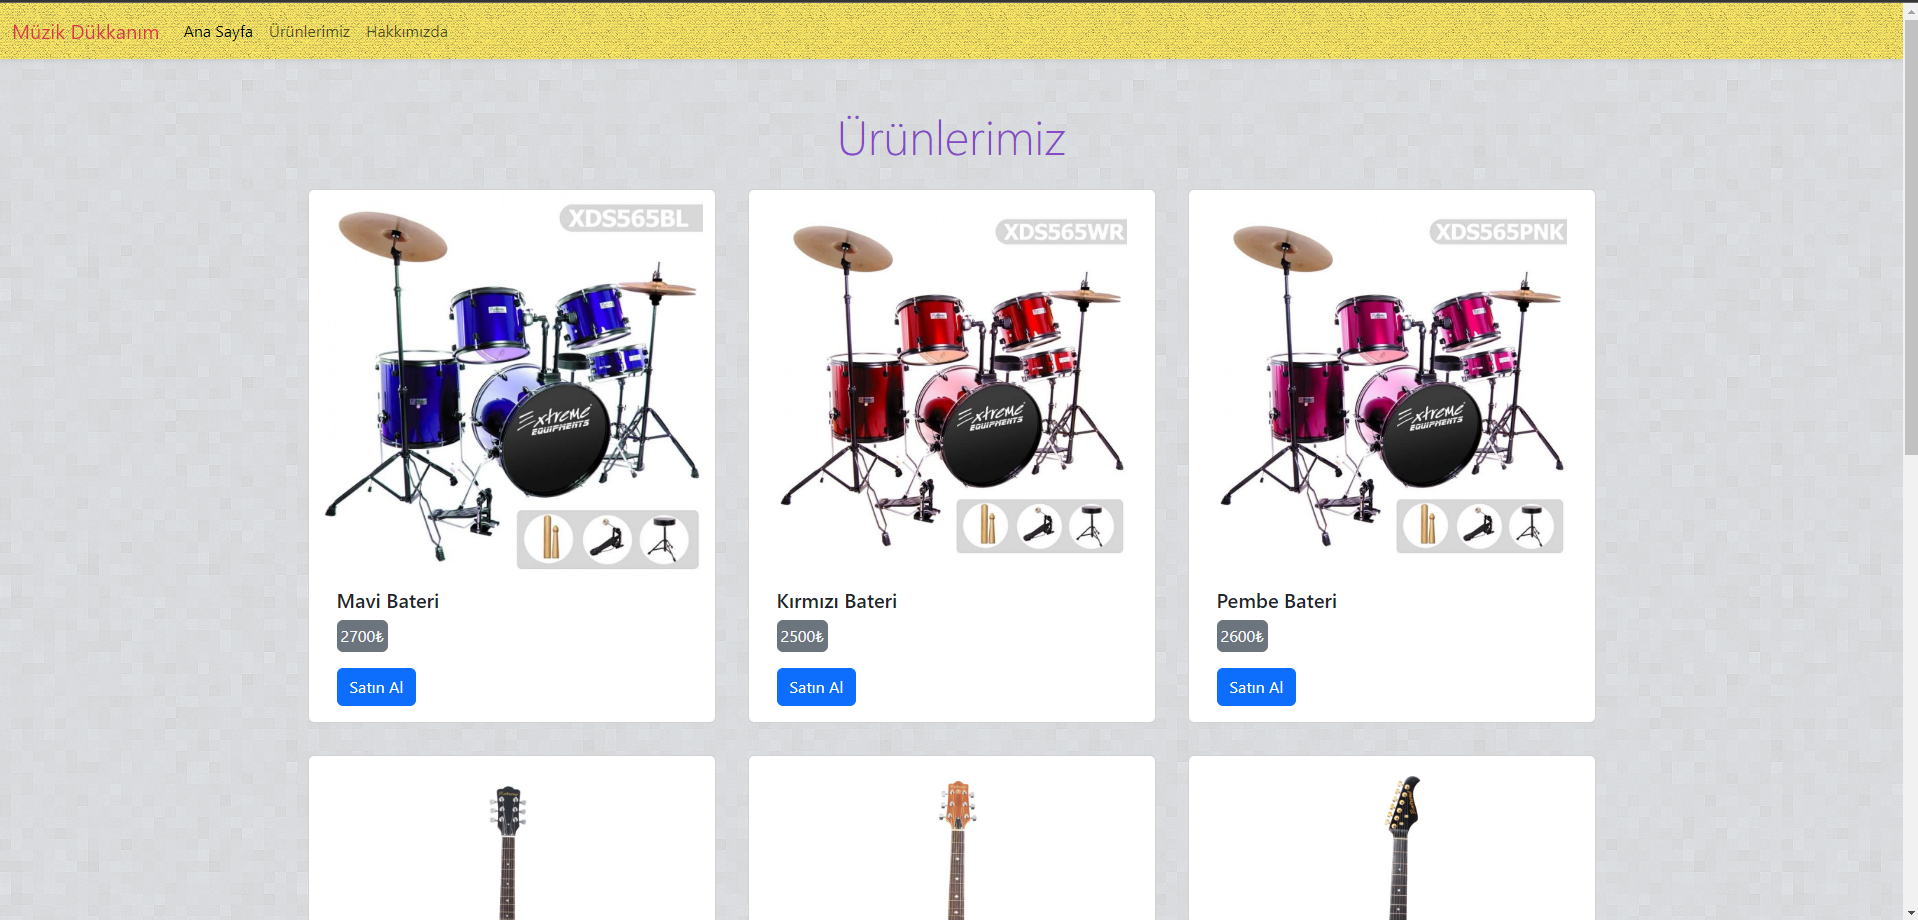 Müzik Dükkanım Ana Sayfa Ürünlerimiz Hakkımızda
Ürünlerimiz
XDS565BL
Extreme
EQUIPMENTS
Mavi Bateri
2700₺
Satın Al
XDS565WR
Extreme
EQUIPMENTS
Kırmızı Bateri
2500₺
Satın Al
XDS565PNK
Extreme
EQUIPMENTS
Pembe Bateri
2600₺
Satın Al